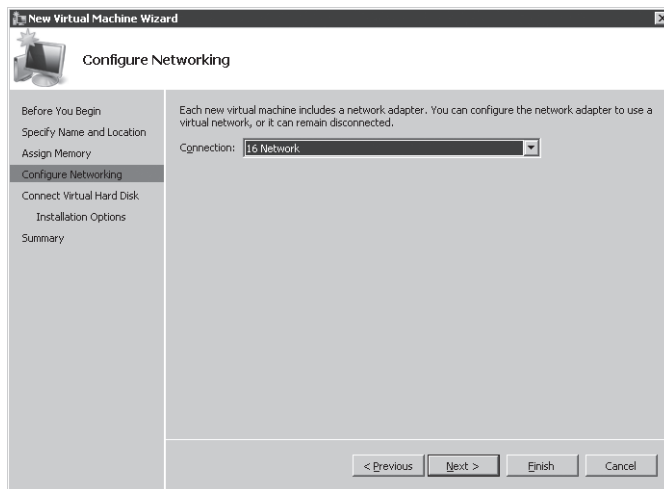 New Virtual Machine Wizard
Configure Networking
Before You Begin
Specify Name and Location
Assign Memory
Configure Networking
Connect Virtual Hard Disk
Installation Options
Summary
Each new virtual machine includes a network adapter. You can configure the network adapter to use a
virtual network, or it can remain disconnected.
Connection: 16 Network
< Previous
Next >
Finish
Cancel